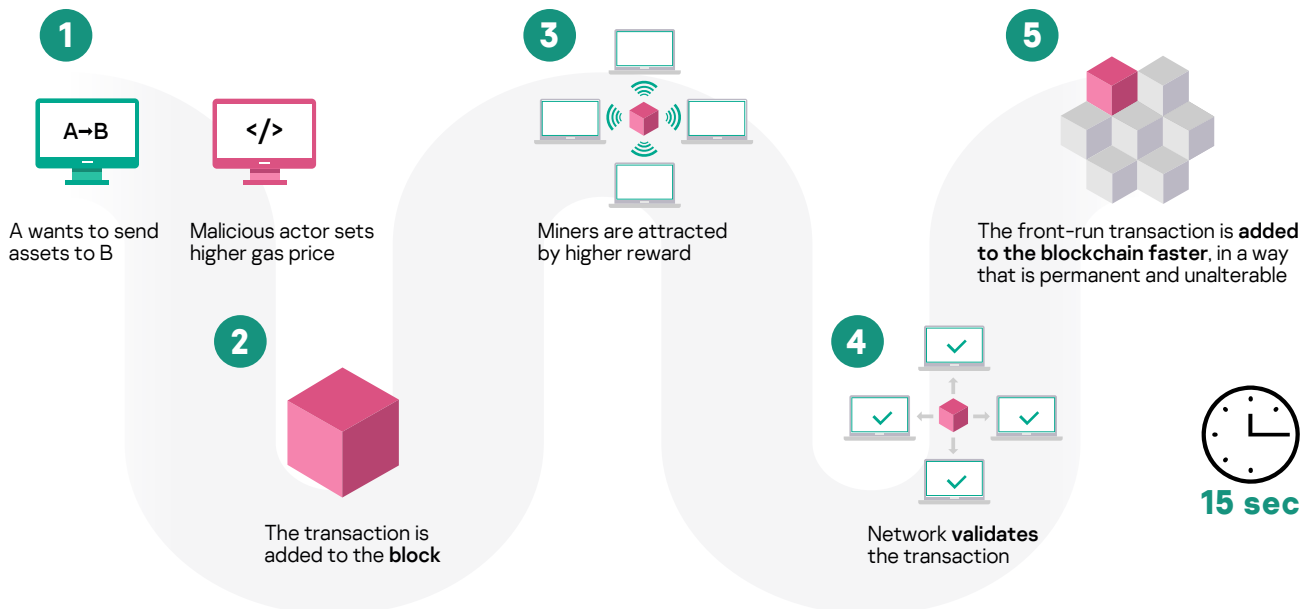 1
A→B
</>
A wants to send
assets to B
Malicious actor sets
higher gas price
2
The transaction is
added to the block
3
Miners are attracted
by higher reward
4
Network validates
the transaction
5
The front-run transaction is added
to the blockchain faster, in a way
that is permanent and unalterable
15 sec